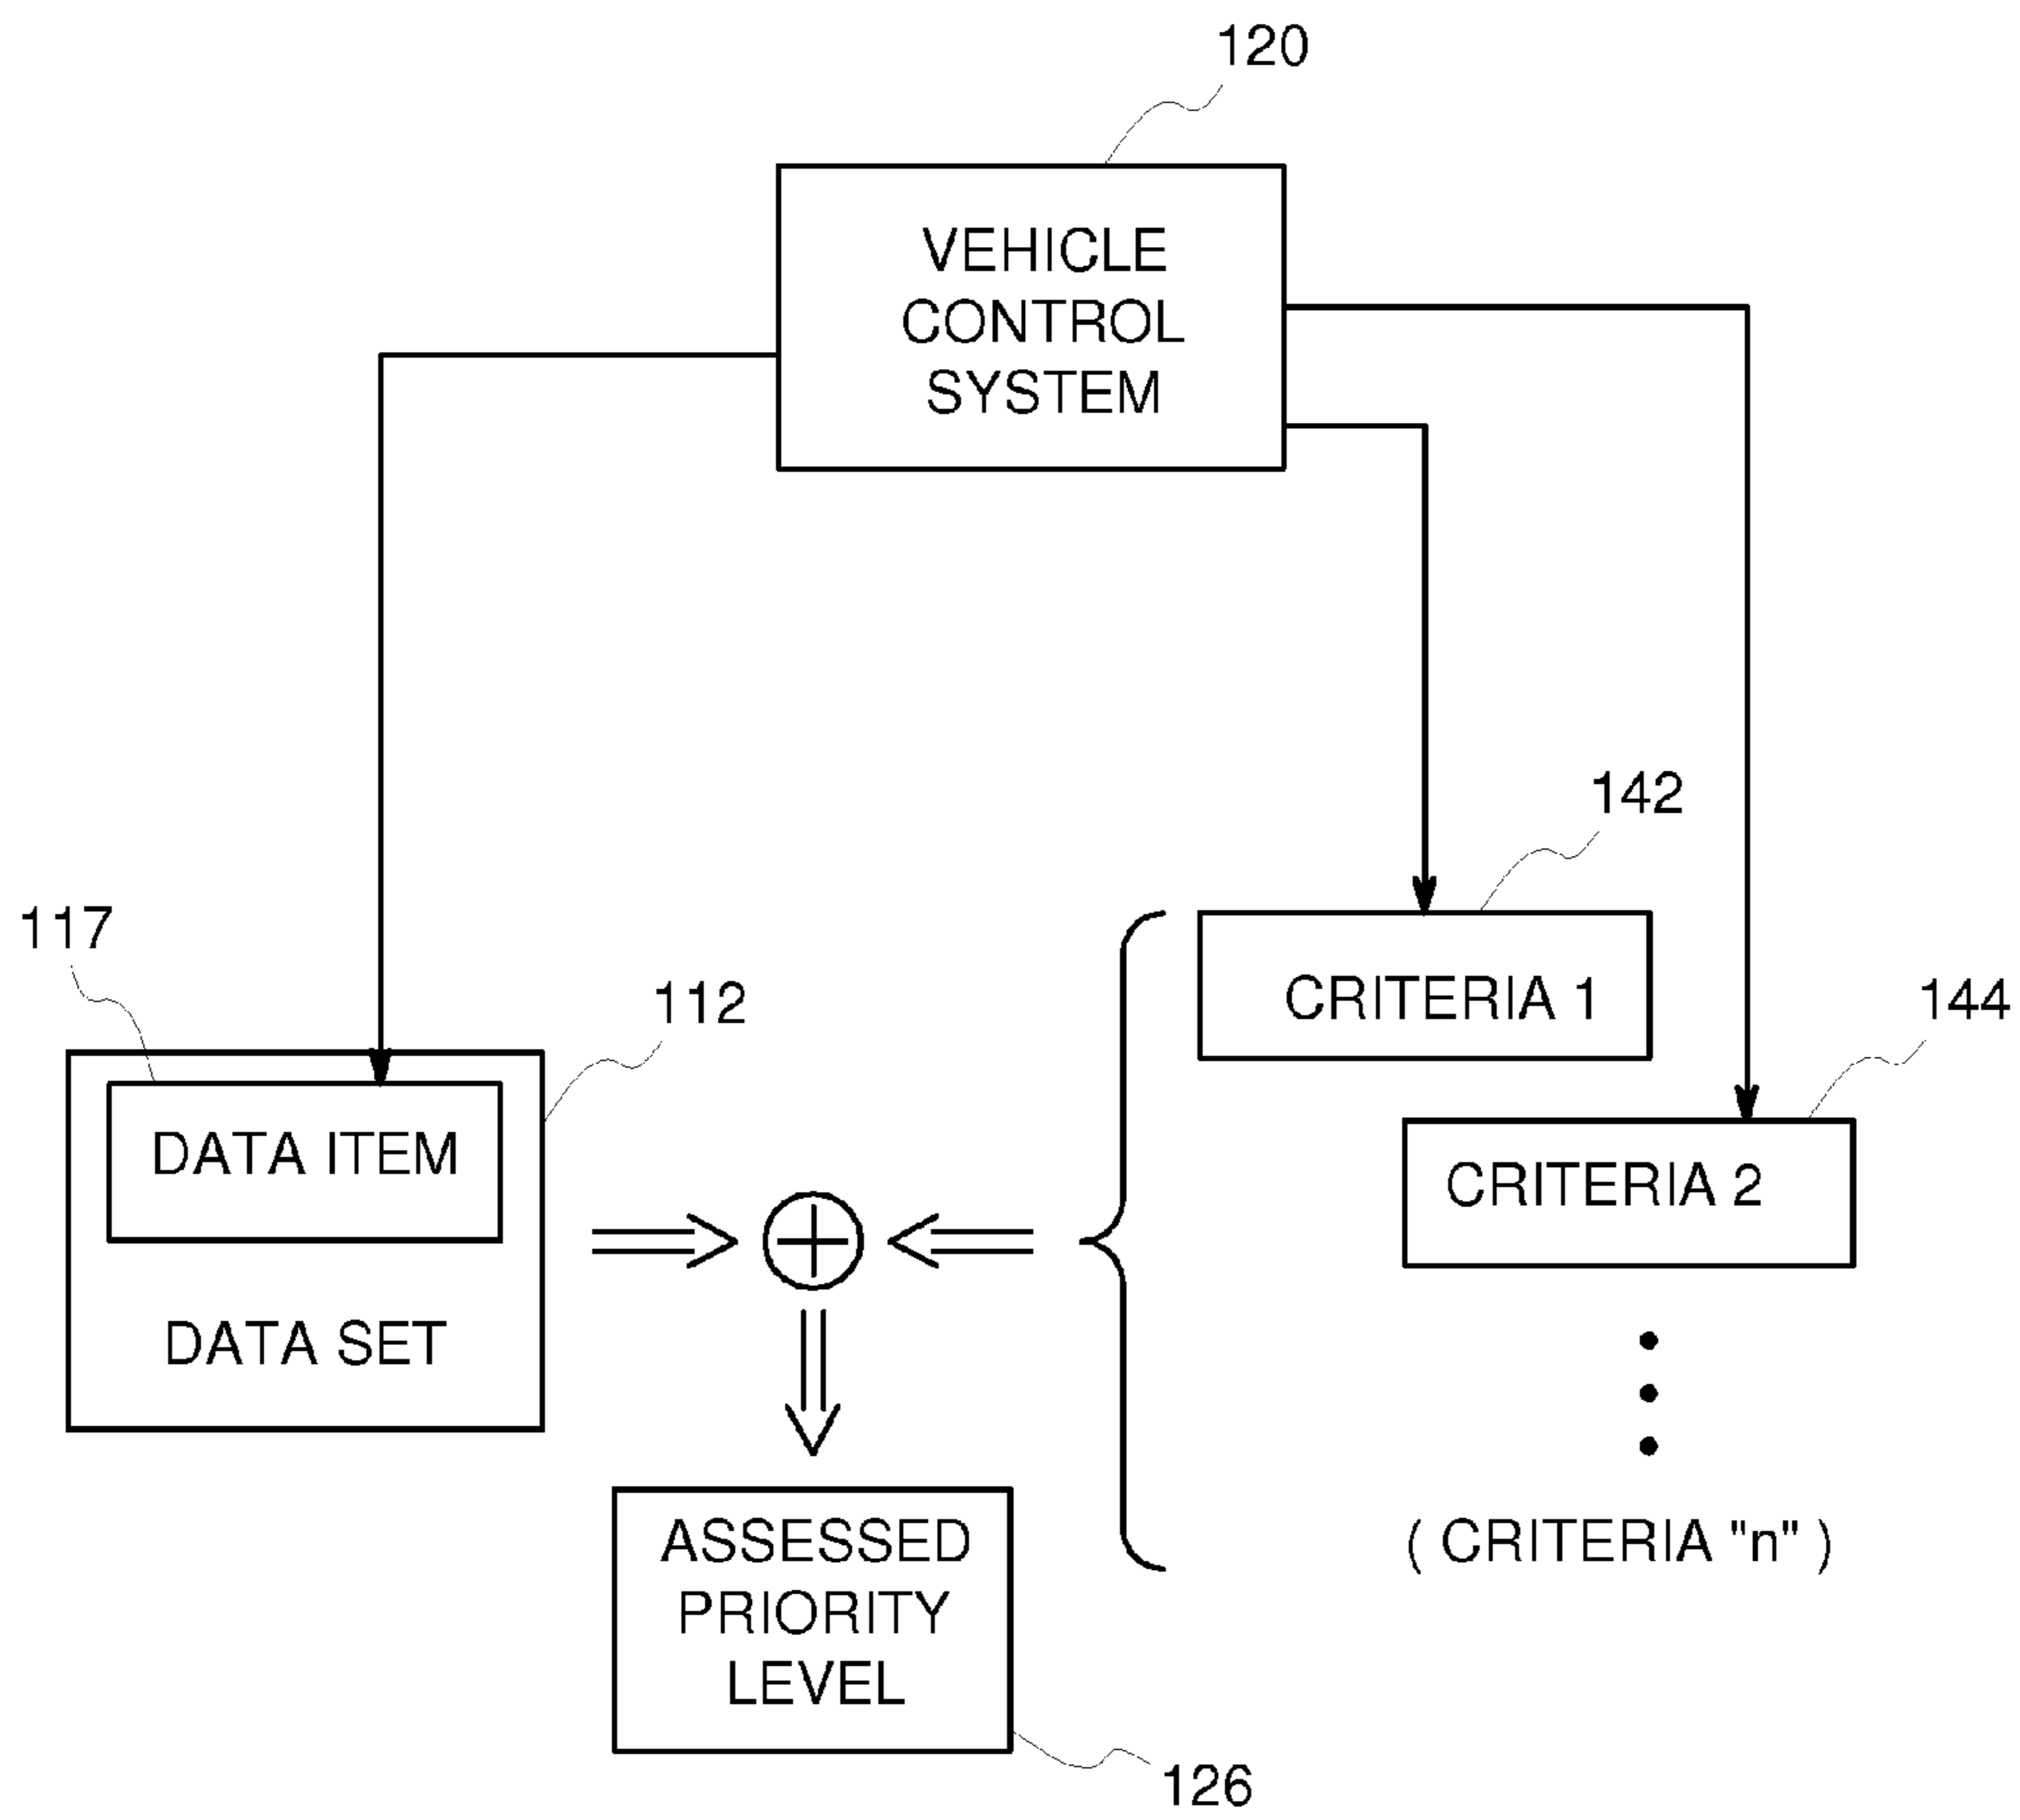 120
VEHICLE
CONTROL
SYSTEM
142
117
112
144
CRITERIA 1
DATA ITEM
CRITERIA 2
DATA SET
ASSESSED
PRIORITY
LEVEL
( CRITERIA "n" )
126